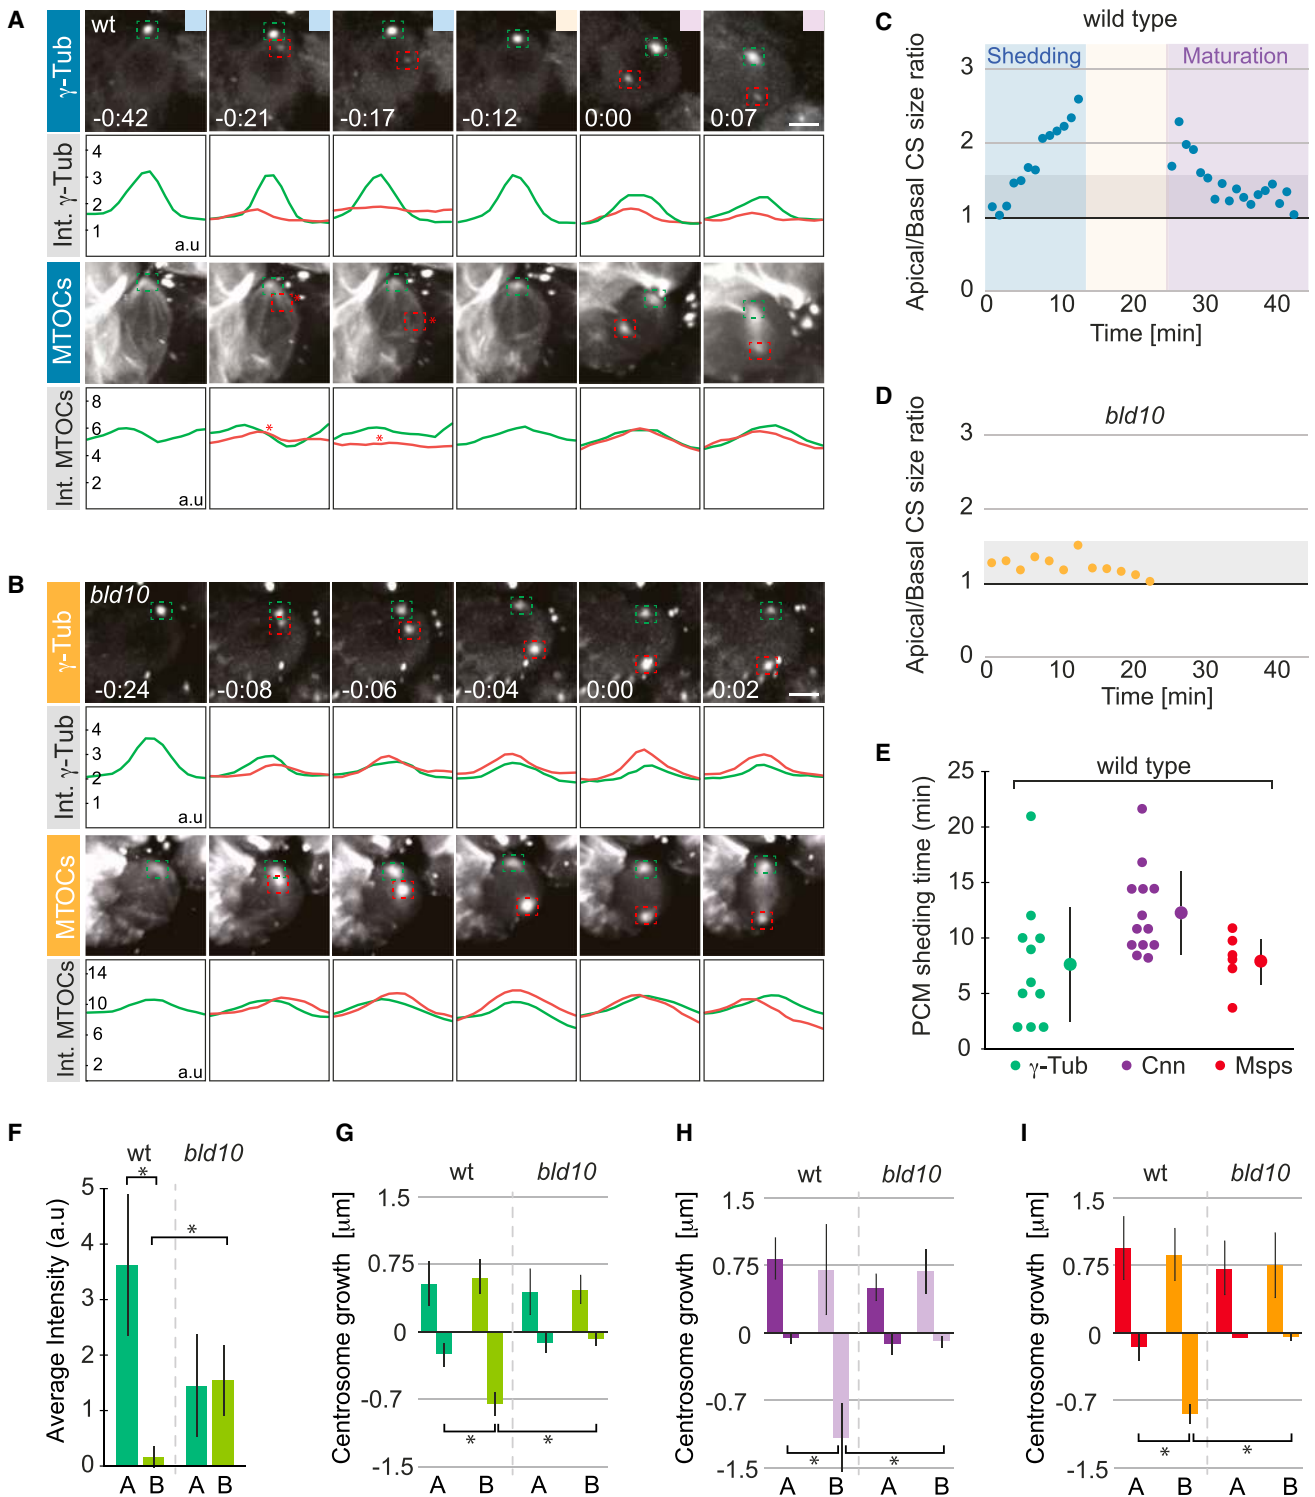 A
wt
γ-Tub
-0:42
-0:21
-0:17
-0:12
0:00
0:07
Int. γ-Tub
4
3
2
1
a.u
MTOCs
*
*
Int. MTOCs
8
6
4
2
a.u
*
*
B
bld10
γ-Tub
-0:24
-0:08
-0:06
-0:04
0:00
0:02
Int. γ-Tub
4
3
2
1
a.u
MTOCs
Int. MTOCs
14
10
6
2
a.u
C
wild type
Apical/Basal CS size ratio
Shedding
Maturation
3
2
1
0
0 10 20 30 40
Time [min]
D
bld10
Apical/Basal CS size ratio
3
2
1
0
0 10 20 30 40
Time [min]
E
wild type
PCM sheding time (min)
25
20
15
10
5
0
γ-Tub Cnn Msps
F
wt bld10
*
*
Average Intensity (a.u)
5
4
3
2
1
0
A B A B
G
wt bld10
Centrosome growth [µm]
1.5
0.75
0
-0.7
-1.5
* *
A B A B
H
wt bld10
Centrosome growth [µm]
1.5
0.75
0
-0.7
-1.5
* *
A B A B
I
wt bld10
Centrosome growth [µm]
1.5
0.75
0
-0.7
-1.5
* *
A B A B